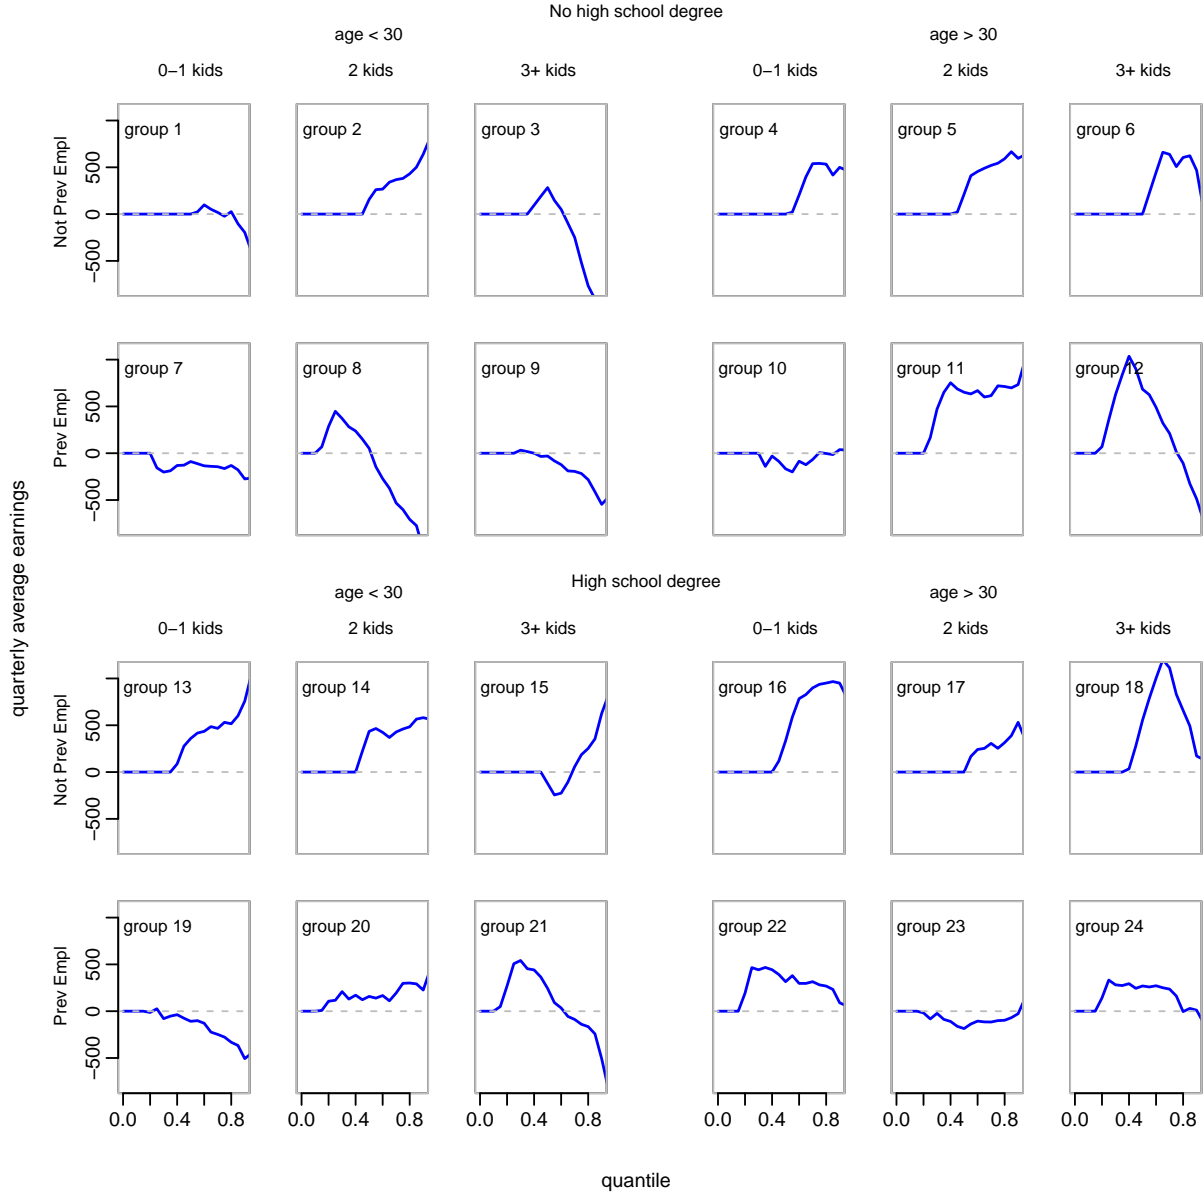 No high school degree
age < 30 age > 30
0−1 kids 2 kids 3+ kids 0−1 kids 2 kids 3+ kids
Not Prev Empl
500
0
−500
group 1 group 2 group 3 group 4 group 5 group 6
Prev Empl
500
0
−500
group 7 group 8 group 9 group 10 group 11 group 12
quarterly average earnings
High school degree
age < 30 age > 30
0−1 kids 2 kids 3+ kids 0−1 kids 2 kids 3+ kids
Not Prev Empl
500
0
−500
group 13 group 14 group 15 group 16 group 17 group 18
Prev Empl
500
0
−500
group 19 group 20 group 21 group 22 group 23 group 24
0.0 0.4 0.8 0.0 0.4 0.8 0.0 0.4 0.8 0.0 0.4 0.8 0.0 0.4 0.8 0.0 0.4 0.8
quantile